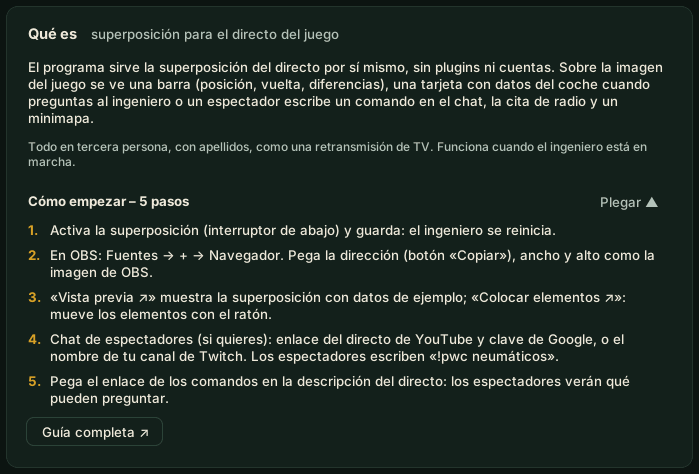 Qué es superposición para el directo del juego
El programa sirve la superposición del directo por sí mismo, sin plugins ni cuentas. Sobre la imagen
del juego se ve una barra (posición, vuelta, diferencias), una tarjeta con datos del coche cuando
preguntas al ingeniero o un espectador escribe un comando en el chat, la cita de radio y un
minimapa.
Todo en tercera persona, con apellidos, como una retransmisión de TV. Funciona cuando el ingeniero está en
marcha.
Cómo empezar – 5 pasos Plegar ▲
1. Activa la superposición (interruptor de abajo) y guarda: el ingeniero se reinicia.
2. En OBS: Fuentes → + → Navegador. Pega la dirección (botón «Copiar»), ancho y alto como la
imagen de OBS.
3. «Vista previa ↗» muestra la superposición con datos de ejemplo; «Colocar elementos ↗»:
mueve los elementos con el ratón.
4. Chat de espectadores (si quieres): enlace del directo de YouTube y clave de Google, o el
nombre de tu canal de Twitch. Los espectadores escriben «!pwc neumáticos».
5. Pega el enlace de los comandos en la descripción del directo: los espectadores verán qué
pueden preguntar.
Guía completa ↗